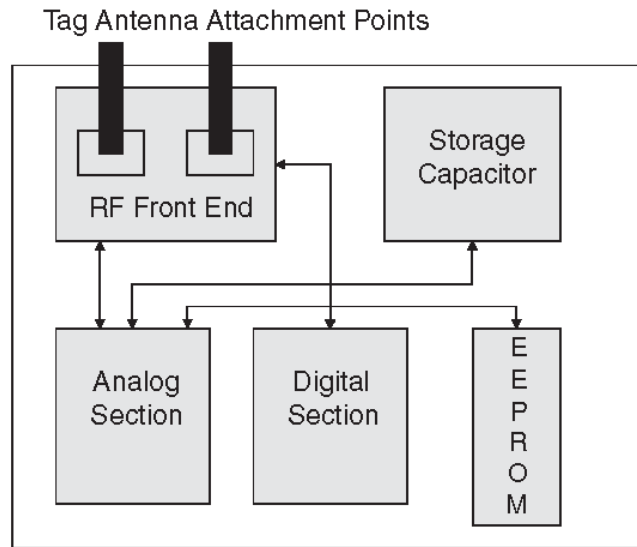 Tag Antenna Attachment Points
RF Front End
Storage
Capacitor
Analog
Section
Digital
Section
E
E
P
R
O
M